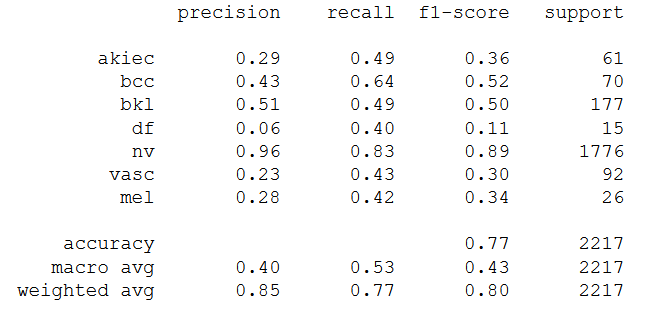 precision recall f1-score support
akiec 0.29 0.49 0.36 61
bcc 0.43 0.64 0.52 70
bkl 0.51 0.49 0.50 177
df 0.06 0.40 0.11 15
nv 0.96 0.83 0.89 1776
vasc 0.23 0.43 0.30 92
mel 0.28 0.42 0.34 26
accuracy 0.77 2217
macro avg 0.40 0.53 0.43 2217
weighted avg 0.85 0.77 0.80 2217